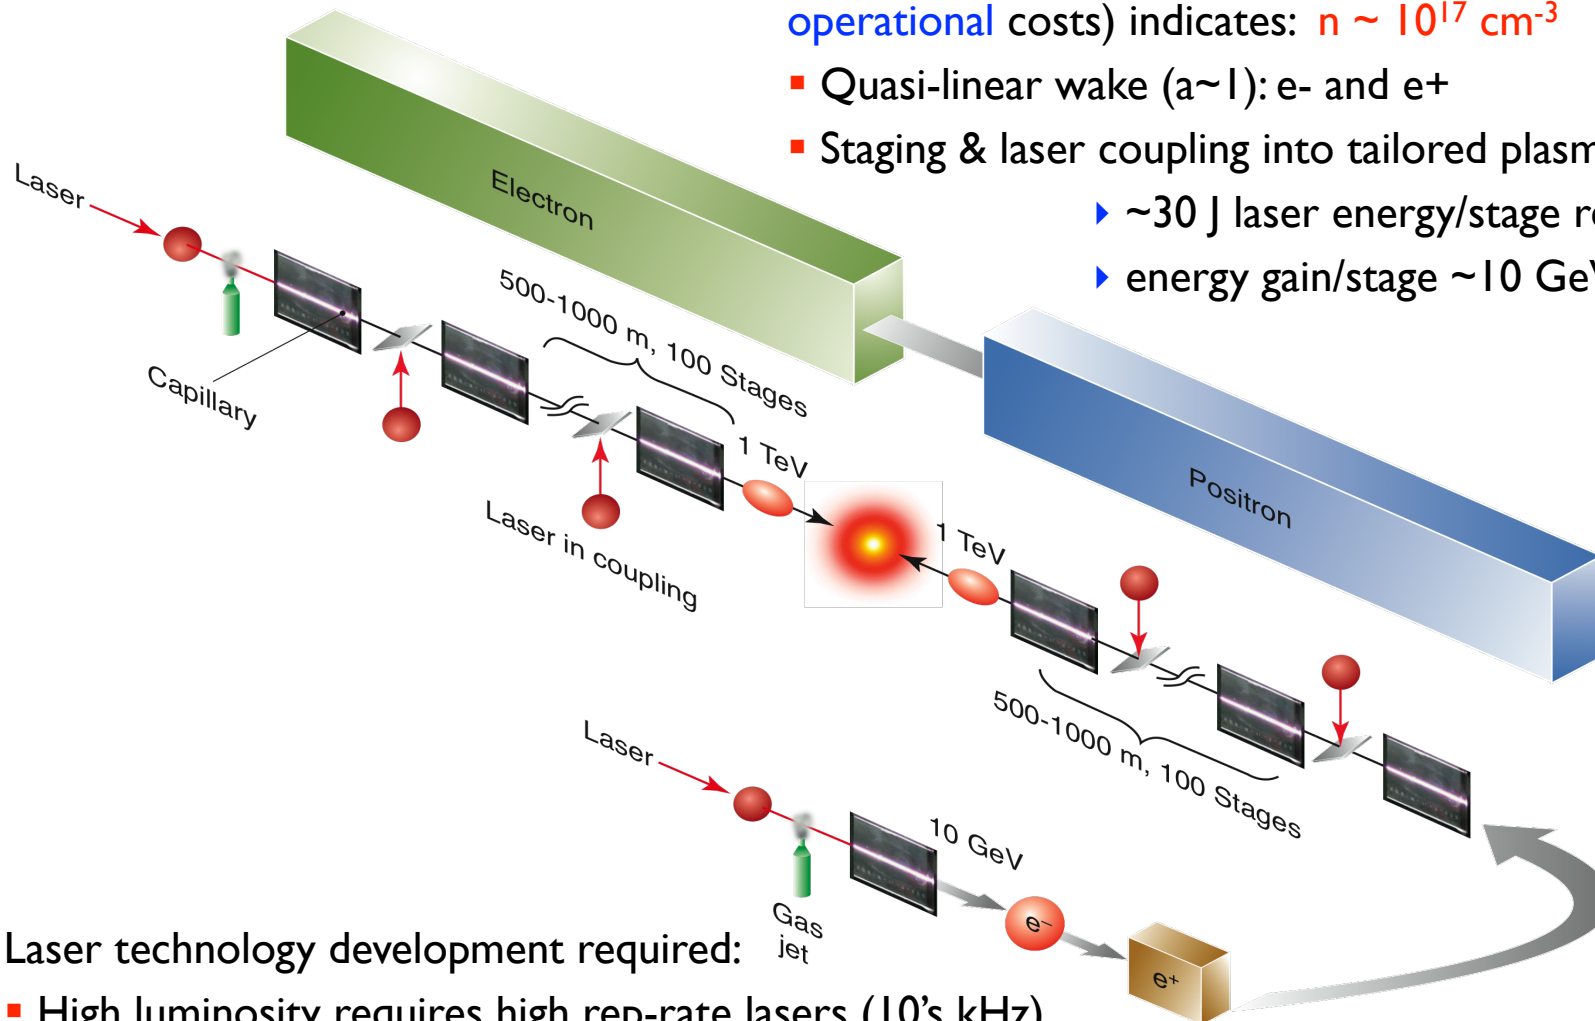 operational costs) indicates: n ~ 10¹⁷ cm⁻³
▪ Quasi-linear wake (a~1): e- and e+
▪ Staging & laser coupling into tailored
▸ ~30 J laser energy/stage
▸ energy gain/stage ~10
Electron
Laser
500-1000 m, 100 Stages
Capillary
1 TeV
Positron
Laser in coupling
1 TeV
500-1000 m, 100 Stages
Laser
10 GeV
e⁻
Gas
jet
e⁺
Laser technology development required:
▪ High luminosity requires high rep-rate lasers (10's kHz)